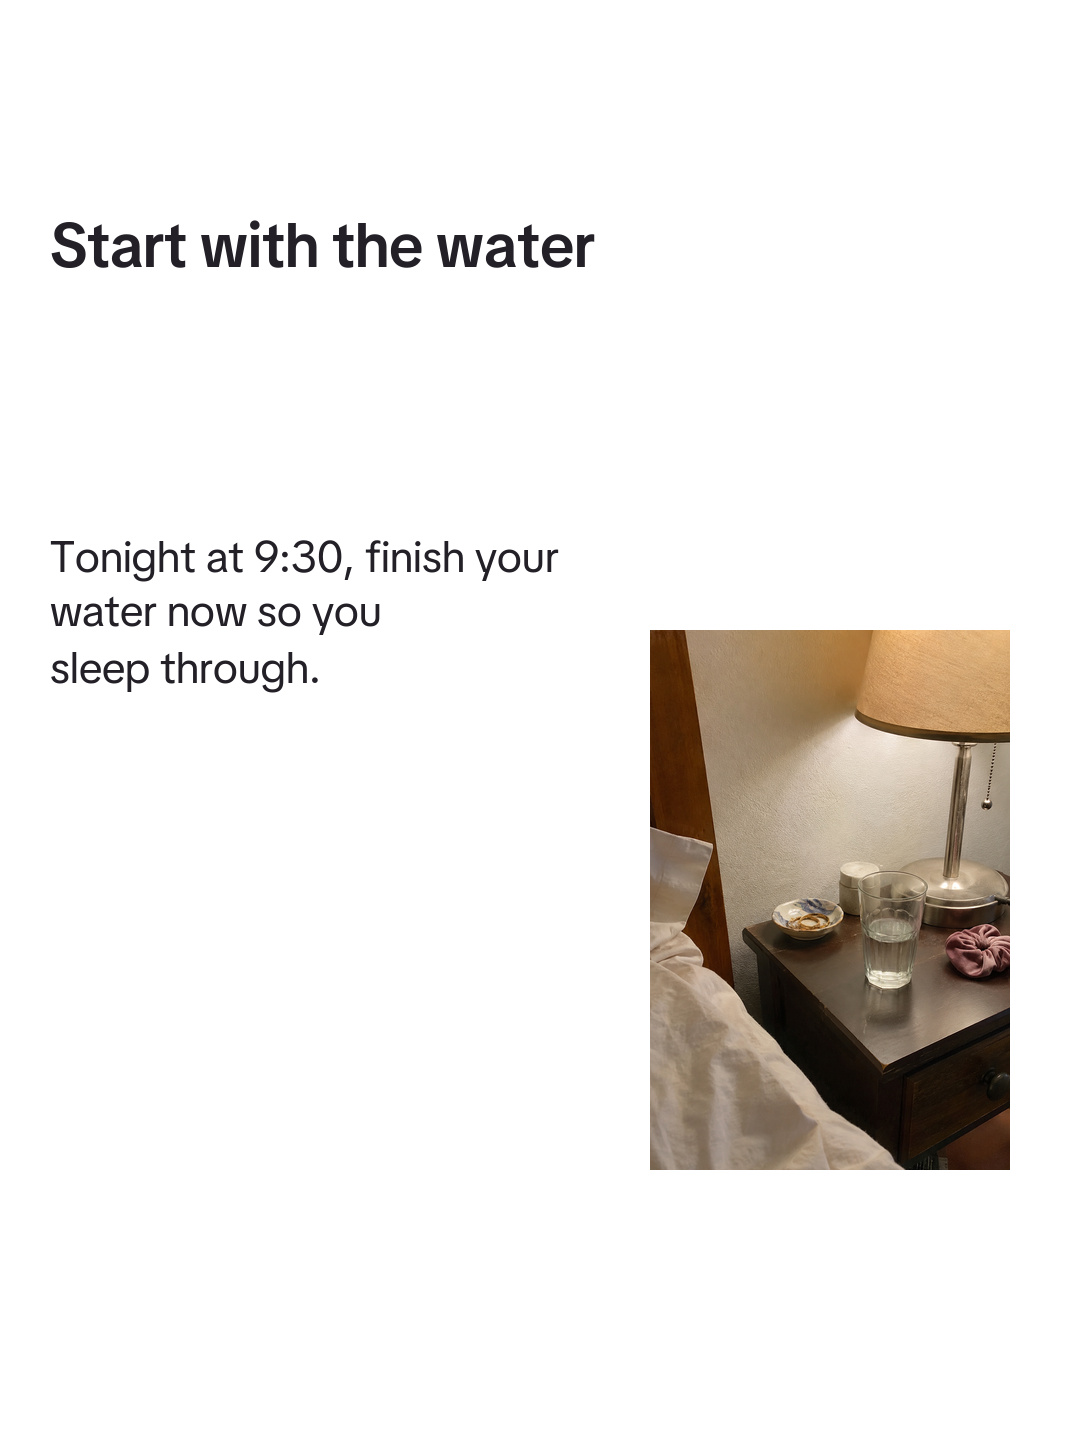 Start with the water
Tonight at 9:30, finish your
water now so you
sleep through.